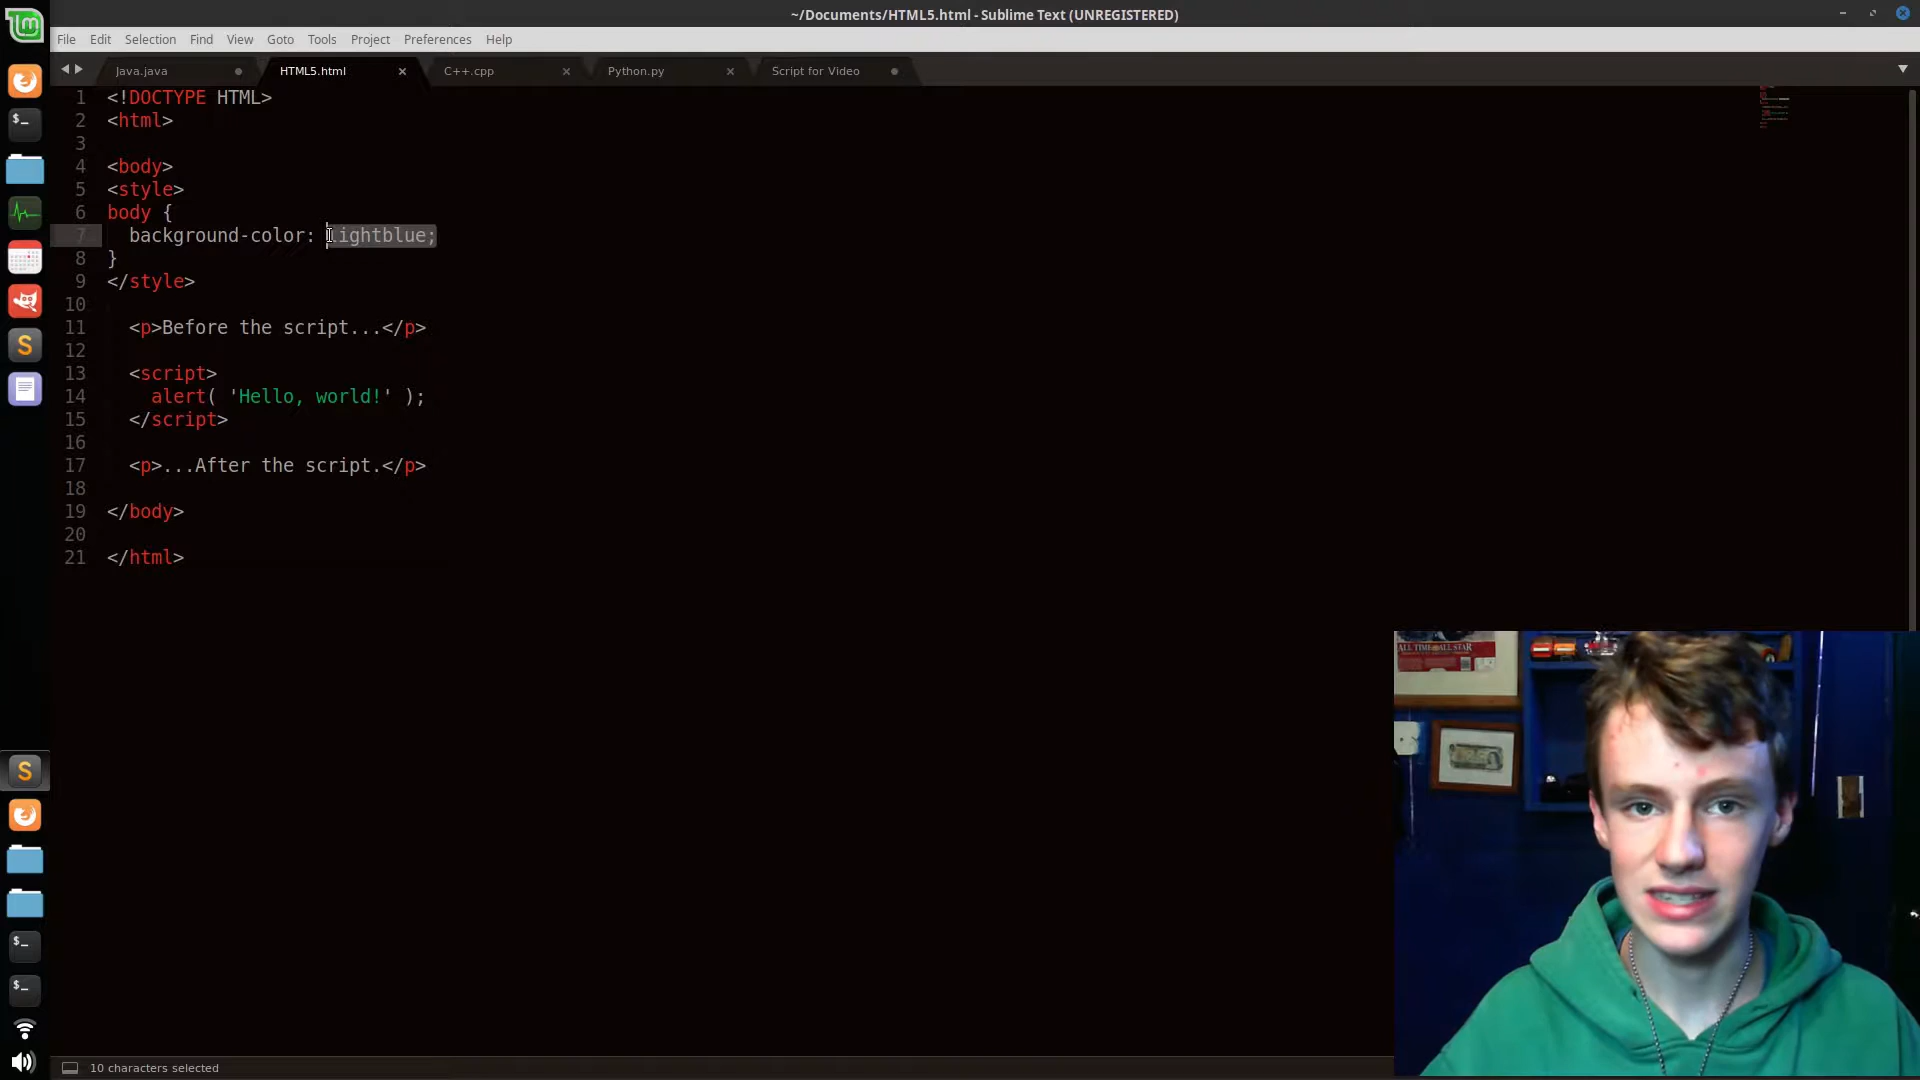 ~/Documents/HTML5.html - Sublime Text (UNREGISTERED)
File Edit Selection Find View Goto Tools Project Preferences Help
Java.java HTML5.html C++.cpp Python.py Script for Video
1 <!DOCTYPE HTML>
2 <html>
3
4 <body>
5 <style>
6 body {
7 background-color: lightblue;
8 }
9 </style>
10
11 <p>Before the script...</p>
12
13 <script>
14 alert( 'Hello, world!' );
15 </script>
16
17 <p>...After the script.</p>
18
19 </body>
20
21 </html>
ALL TIME ALL STAR
10 characters selected